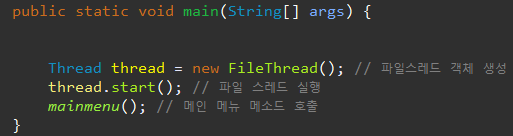 public static void main(String[] args) {
Thread thread = new FileThread(); // 파일스레드 객체 생성
thread.start(); // 파일 스레드 실행
mainmenu(); // 메인 메뉴 메소드 호출
}